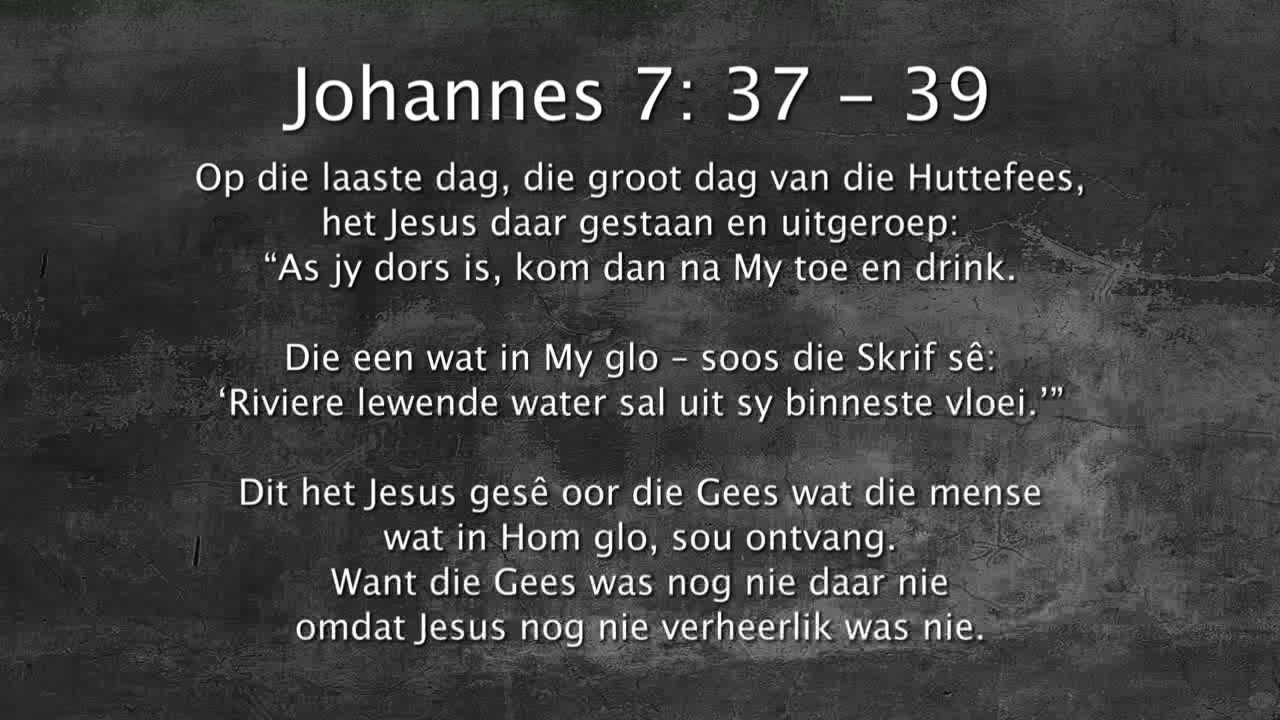 Johannes 7: 37 – 39
Op die laaste dag, die groot dag van die Huttefees,
het Jesus daar gestaan en uitgeroep:
“As jy dors is, kom dan na My toe en drink.
Die een wat in My glo – soos die Skrif sê:
‘Riviere lewende water sal uit sy binneste vloei.’”
Dit het Jesus gesê oor die Gees wat die mense
wat in Hom glo, sou ontvang.
Want die Gees was nog nie daar nie
omdat Jesus nog nie verheerlik was nie.